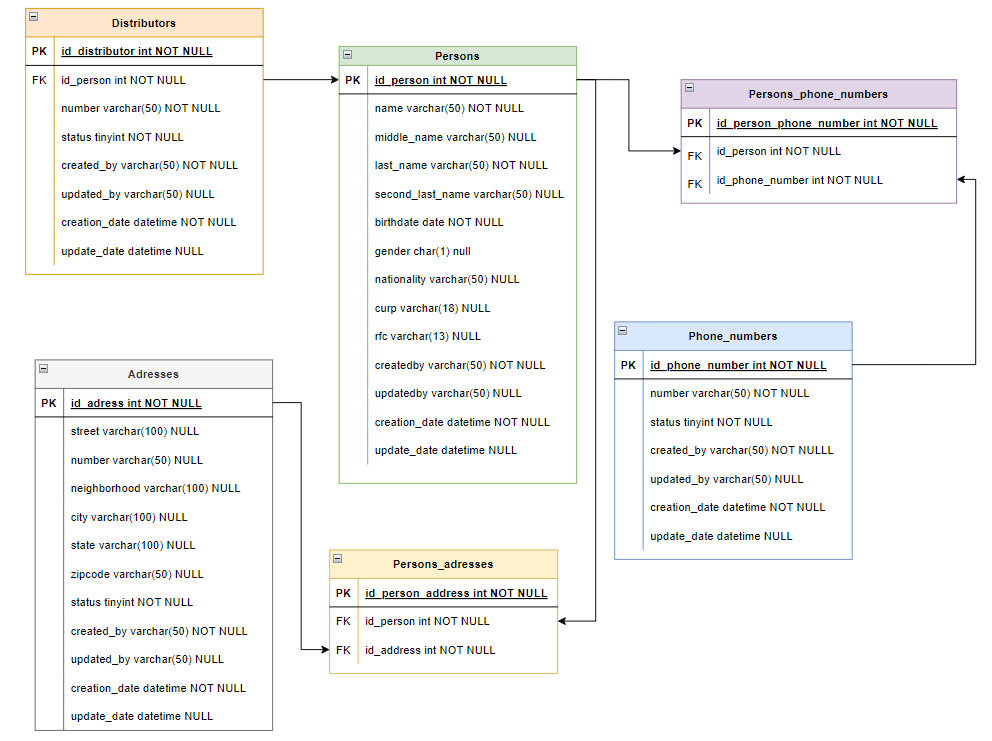 Distributors
PK id_distributor int NOT NULL
FK id_person int NOT NULL
number varchar(50) NOT NULL
status tinyint NOT NULL
created_by varchar(50) NOT NULL
updated_by varchar(50) NULL
creation_date datetime NOT NULL
update_date datetime NULL
Persons
PK id_person int NOT NULL
name varchar(50) NOT NULL
middle_name varchar(50) NULL
last_name varchar(50) NOT NULL
second_last_name varchar(50) NULL
birthdate date NOT NULL
gender char(1) null
nationality varchar(50) NULL
curp varchar(18) NULL
rfc varchar(13) NULL
createdby varchar(50) NOT NULL
updatedby varchar(50) NULL
creation_date datetime NOT NULL
update_date datetime NULL
Persons_phone_numbers
PK id_person_phone_number int NOT NULL
FK id_person int NOT NULL
FK id_phone_number int NOT NULL
Phone_numbers
PK id_phone_number int NOT NULL
number varchar(50) NOT NULL
status tinyint NOT NULL
created_by varchar(50) NOT NULLL
updated_by varchar(50) NULL
creation_date datetime NOT NULL
update_date datetime NULL
Adresses
PK id_adress int NOT NULL
street varchar(100) NULL
number varchar(50) NULL
neighborhood varchar(100) NULL
city varchar(100) NULL
state varchar(100) NULL
zipcode varchar(50) NULL
status tinyint NOT NULL
created_by varchar(50) NOT NULL
updated_by varchar(50) NULL
creation_date datetime NOT NULL
update_date datetime NULL
Persons_adresses
PK id_person_address int NOT NULL
FK id_person int NOT NULL
FK id_address int NOT NULL